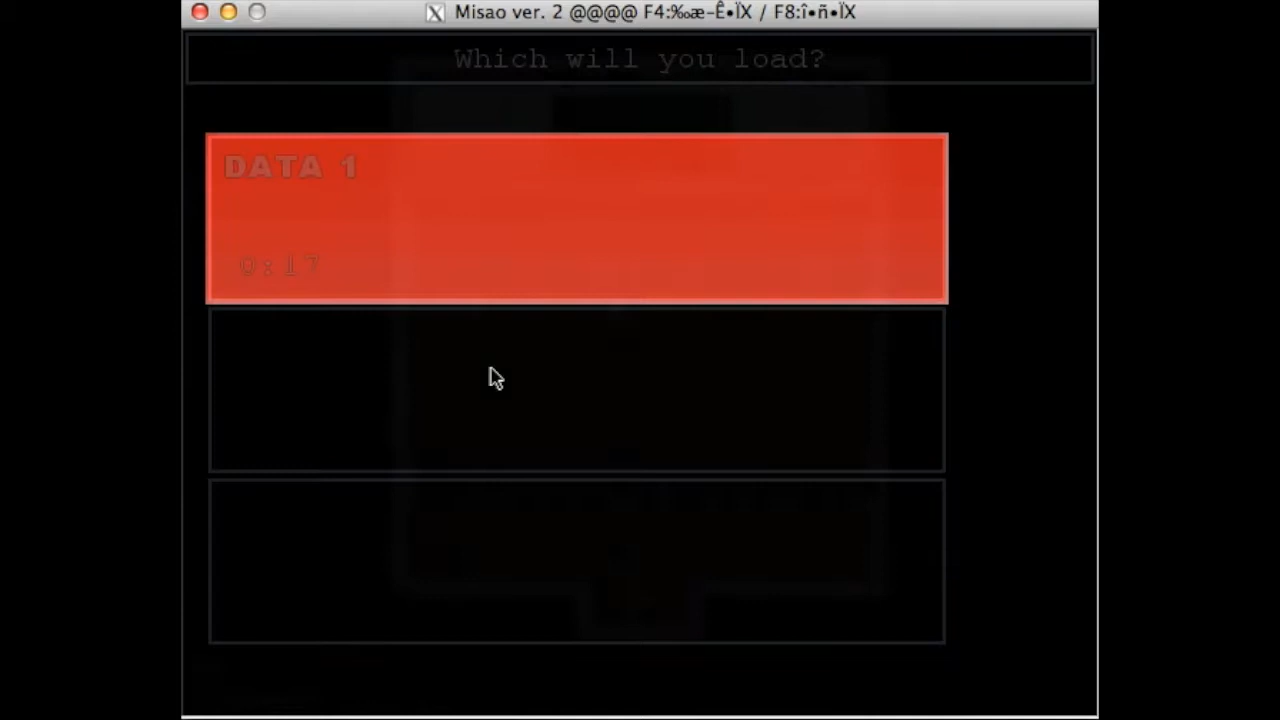 Misao ver. 2 @@@@ F4:‰æ–Ê•ÏX / F8:î•ñ•ÏX
Which will you load?
DATA 1
0:17